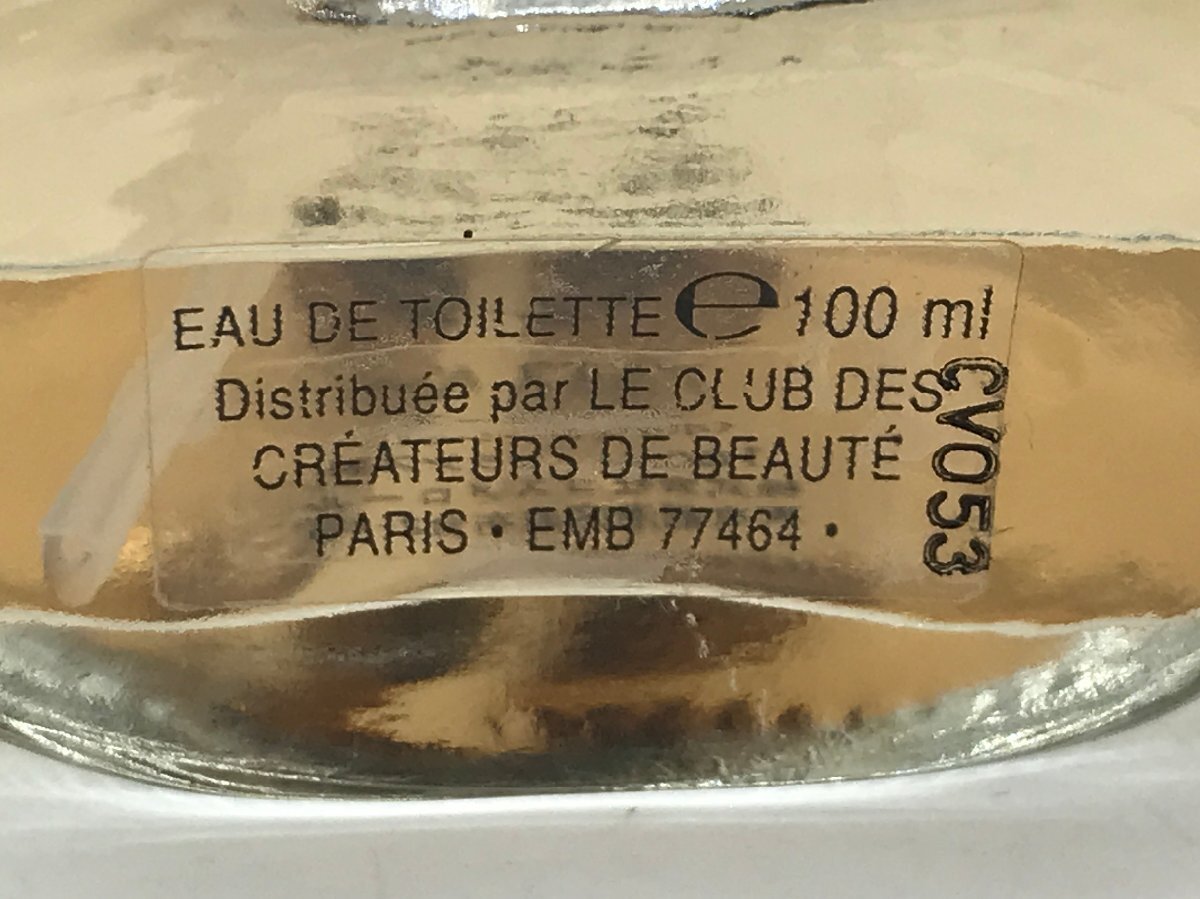 EAU DE TOILETTE ℮ 100 ml
Distribuée par LE CLUB DES
CRÉATEURS DE BEAUTÉ
PARIS · EMB 77464 ·
CV053